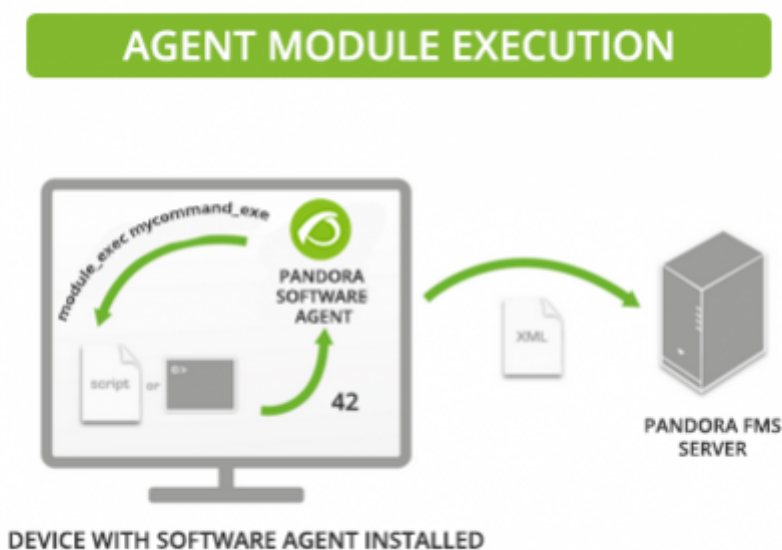 AGENT MODULE EXECUTION
module_exec mycommand_exe
PANDORA
SOFTWARE
AGENT
script or C>
42
XML
PANDORA FMS
SERVER
DEVICE WITH SOFTWARE AGENT INSTALLED